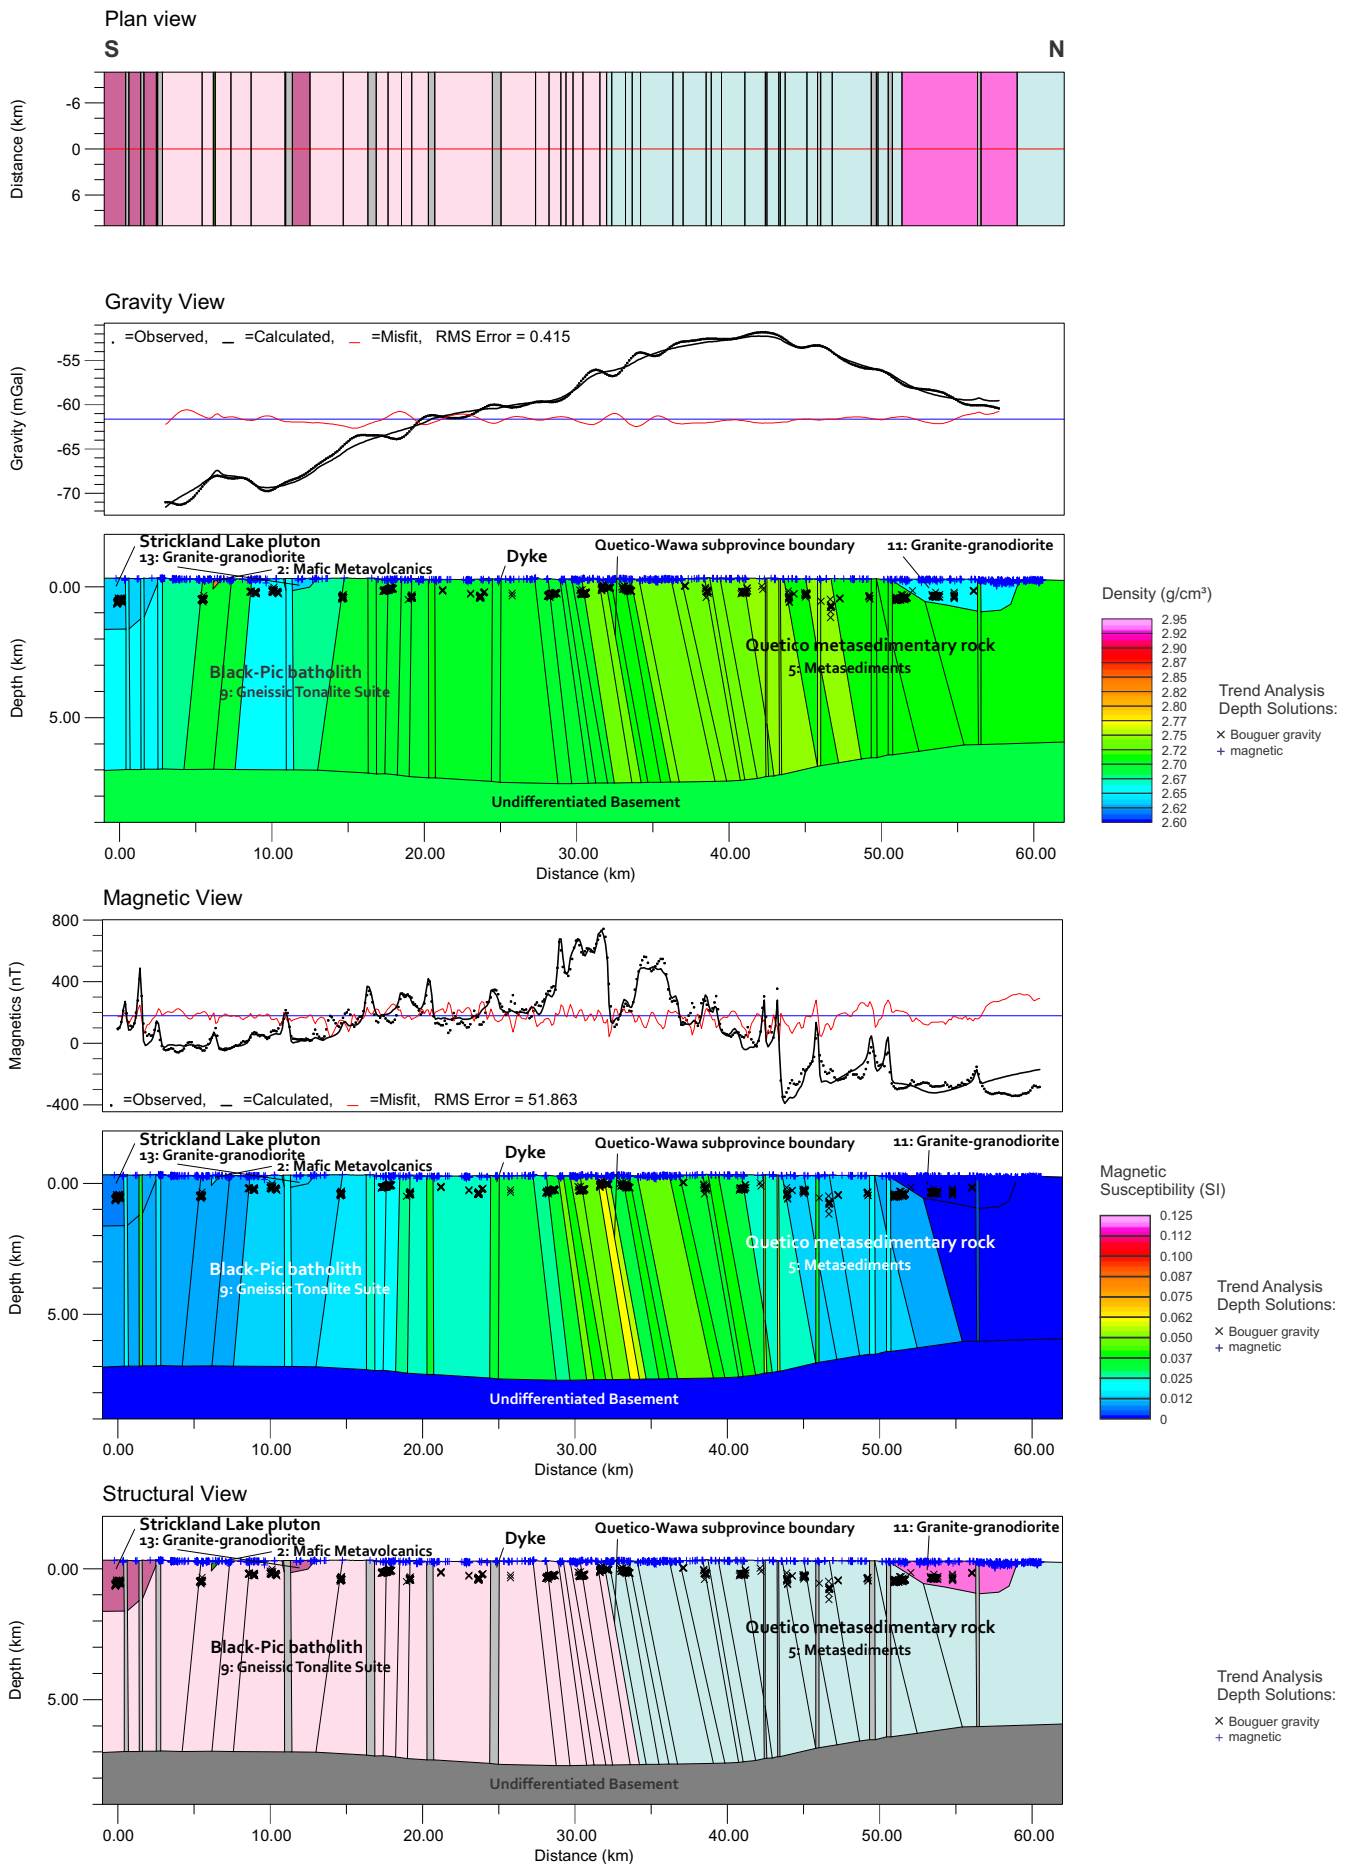 Plan view
S
N
Distance (km)
-6
0
6
Gravity View
. =Observed, — =Calculated, — =Misfit, RMS Error = 0.415
Gravity (mGal)
-55
-60
-65
-70
Strickland Lake pluton
13: Granite-granodiorite
2: Mafic Metavolcanics
Dyke
Quetico-Wawa subprovince boundary
11: Granite-granodiorite
Depth (km)
0.00
5.00
Black-Pic batholith
9: Gneissic Tonalite Suite
Quetico metasedimentary rock
5: Metasediments
Undifferentiated Basement
0.00 10.00 20.00 30.00 40.00 50.00 60.00
Distance (km)
Density (g/cm³)
2.95
2.92
2.90
2.87
2.85
2.82
2.80
2.77
2.75
2.72
2.70
2.67
2.65
2.62
2.60
Trend Analysis
Depth Solutions:
× Bouguer gravity
+ magnetic
Magnetic View
Magnetics (nT)
800
400
0
-400
. =Observed, — =Calculated, — =Misfit, RMS Error = 51.863
Strickland Lake pluton
13: Granite-granodiorite
2: Mafic Metavolcanics
Dyke
Quetico-Wawa subprovince boundary
11: Granite-granodiorite
Depth (km)
0.00
5.00
Black-Pic batholith
9: Gneissic Tonalite Suite
Quetico metasedimentary rock
5: Metasediments
Undifferentiated Basement
0.00 10.00 20.00 30.00 40.00 50.00 60.00
Distance (km)
Magnetic
Susceptibility (SI)
0.125
0.112
0.100
0.087
0.075
0.062
0.050
0.037
0.025
0.012
0
Trend Analysis
Depth Solutions:
× Bouguer gravity
+ magnetic
Structural View
Strickland Lake pluton
13: Granite-granodiorite
2: Mafic Metavolcanics
Dyke
Quetico-Wawa subprovince boundary
11: Granite-granodiorite
Depth (km)
0.00
5.00
Black-Pic batholith
9: Gneissic Tonalite Suite
Quetico metasedimentary rock
5: Metasediments
Undifferentiated Basement
0.00 10.00 20.00 30.00 40.00 50.00 60.00
Distance (km)
Trend Analysis
Depth Solutions:
× Bouguer gravity
+ magnetic